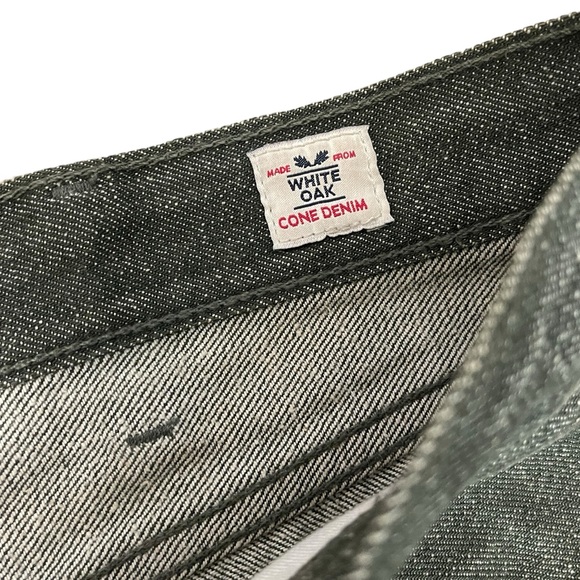 MADE FROM
WHITE
OAK
CONE DENIM